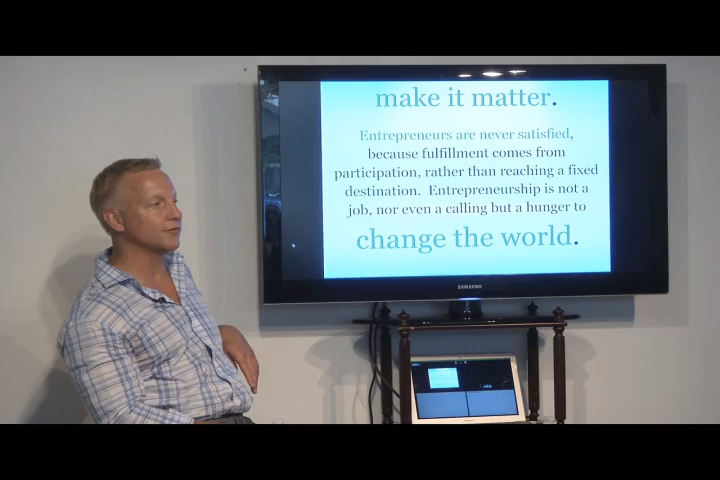 make it matter.
Entrepreneurs are never satisfied,
because fulfillment comes from
participation, rather than reaching a fixed
destination. Entrepreneurship is not a
job, nor even a calling but a hunger to
change the world.
SAMSUNG